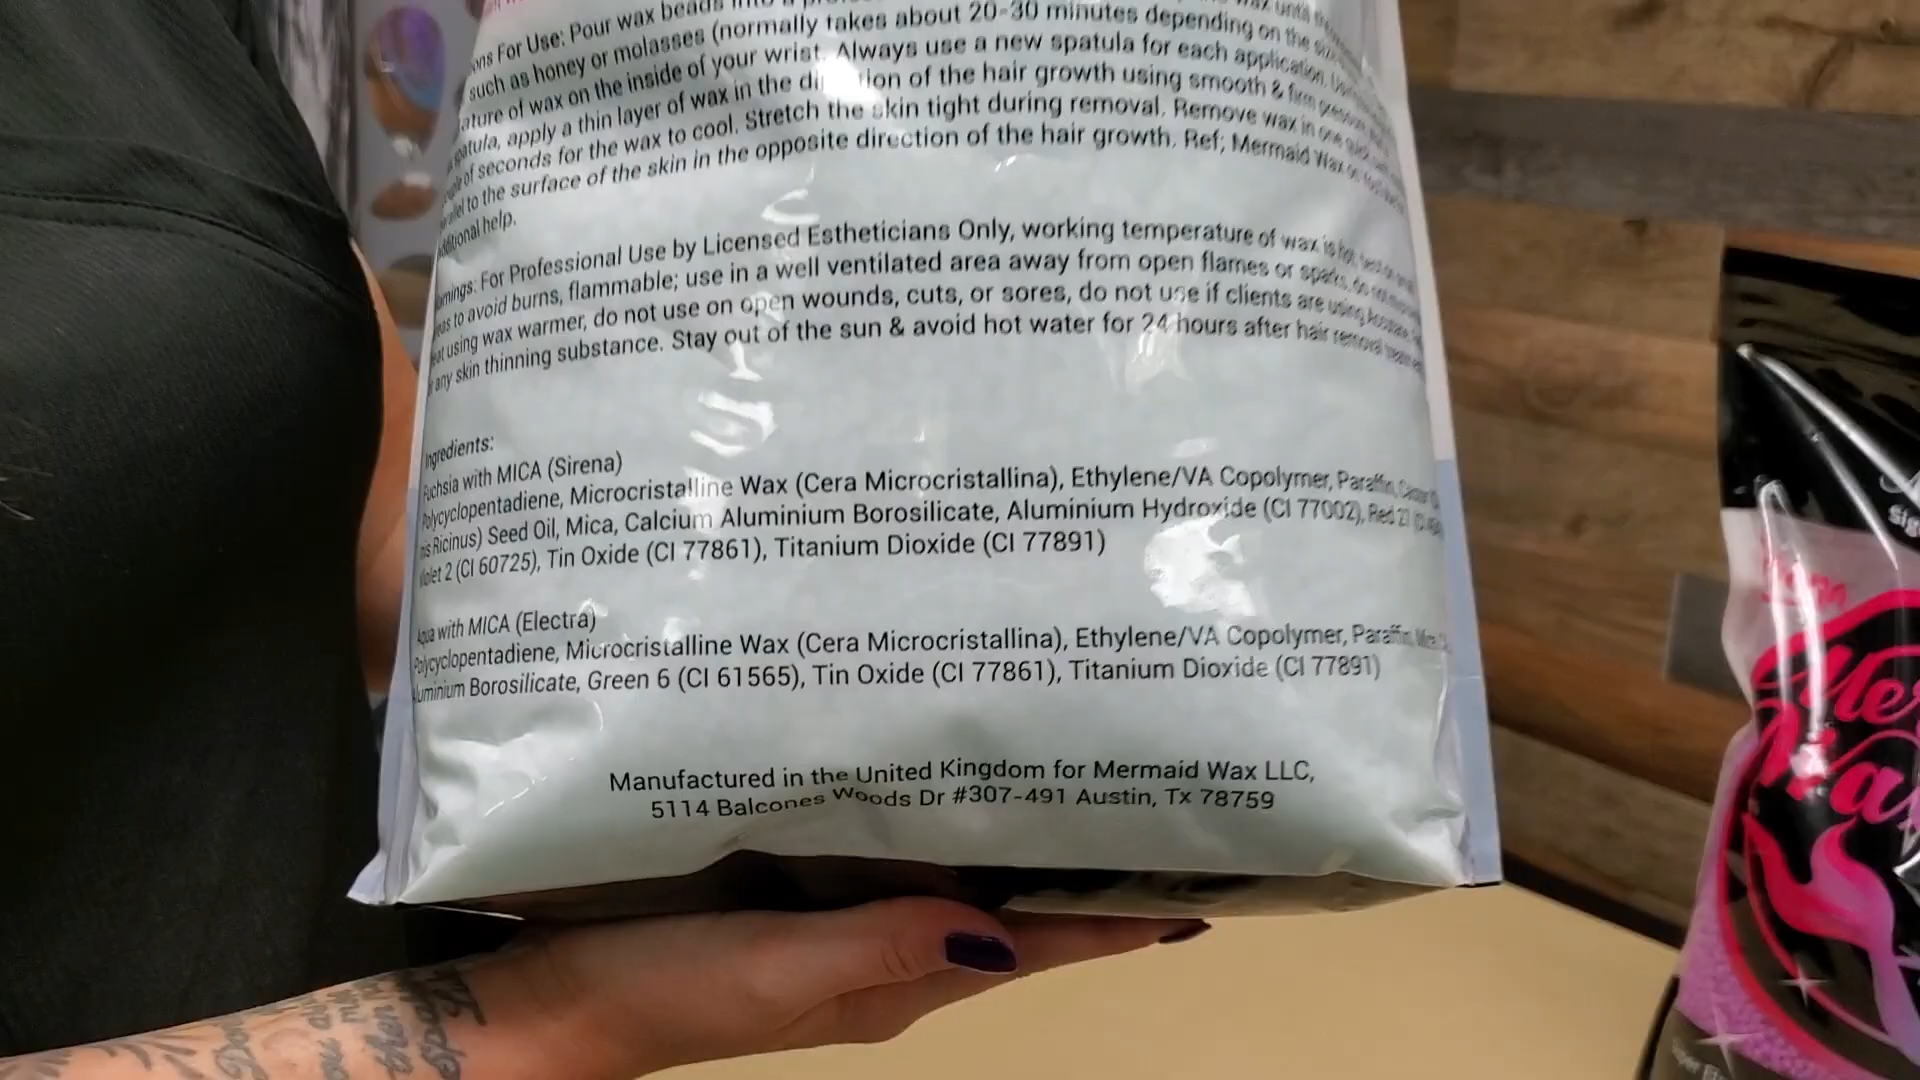 For Use: Pour wax beads
such as honey or molasses (normally takes about 20-30 minutes depending on the size
of wax on the inside of your wrist. Always use a new spatula for each application.
apply a thin layer of wax in the of the hair growth using smooth & firm pressure
of seconds for the wax to cool. Stretch the skin tight during removal. Remove wax in one quick
to the surface of the skin in the opposite direction of the hair growth. Ref; Mermaid Wax on
help.
For Professional Use by Licensed Estheticians Only, working temperature of wax is hot,
to avoid burns, flammable; use in a well ventilated area away from open flames or sparks, do not
using wax warmer, do not use on open wounds, cuts, or sores, do not use if clients are using
any skin thinning substance. Stay out of the sun & avoid hot water for 24 hours after hair removal
Ingredients:
Fuchsia with MICA (Sirena)
Polycyclopentadiene, Microcristalline Wax (Cera Microcristallina), Ethylene/VA Copolymer, Paraffin,
Ricinus) Seed Oil, Mica, Calcium Aluminium Borosilicate, Aluminium Hydroxide (CI 77002), Red
Violet 2 (CI 60725), Tin Oxide (CI 77861), Titanium Dioxide (CI 77891)
Aqua with MICA (Electra)
Polycyclopentadiene, Microcristalline Wax (Cera Microcristallina), Ethylene/VA Copolymer, Paraffin,
Aluminium Borosilicate, Green 6 (CI 61565), Tin Oxide (CI 77861), Titanium Dioxide (CI 77891)
Manufactured in the United Kingdom for Mermaid Wax LLC,
5114 Balcones Woods Dr #307-491 Austin, Tx 78759